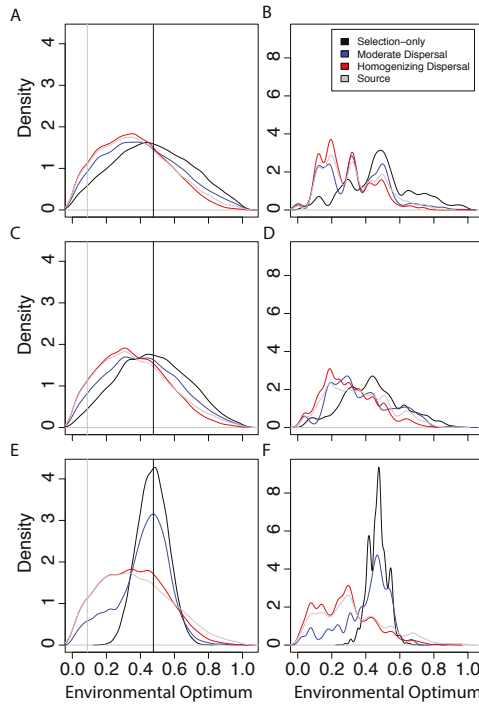 A
B
Density
0 1 2 3 4
0 2 4 6 8
Selection-only
Moderate Dispersal
Homogenizing Dispersal
Source
C
D
Density
0 1 2 3 4
0 2 4 6 8
E
F
Density
0 1 2 3 4
0 2 4 6 8
0.0 0.2 0.4 0.6 0.8 1.0
0.0 0.2 0.4 0.6 0.8 1.0
Environmental Optimum
Environmental Optimum